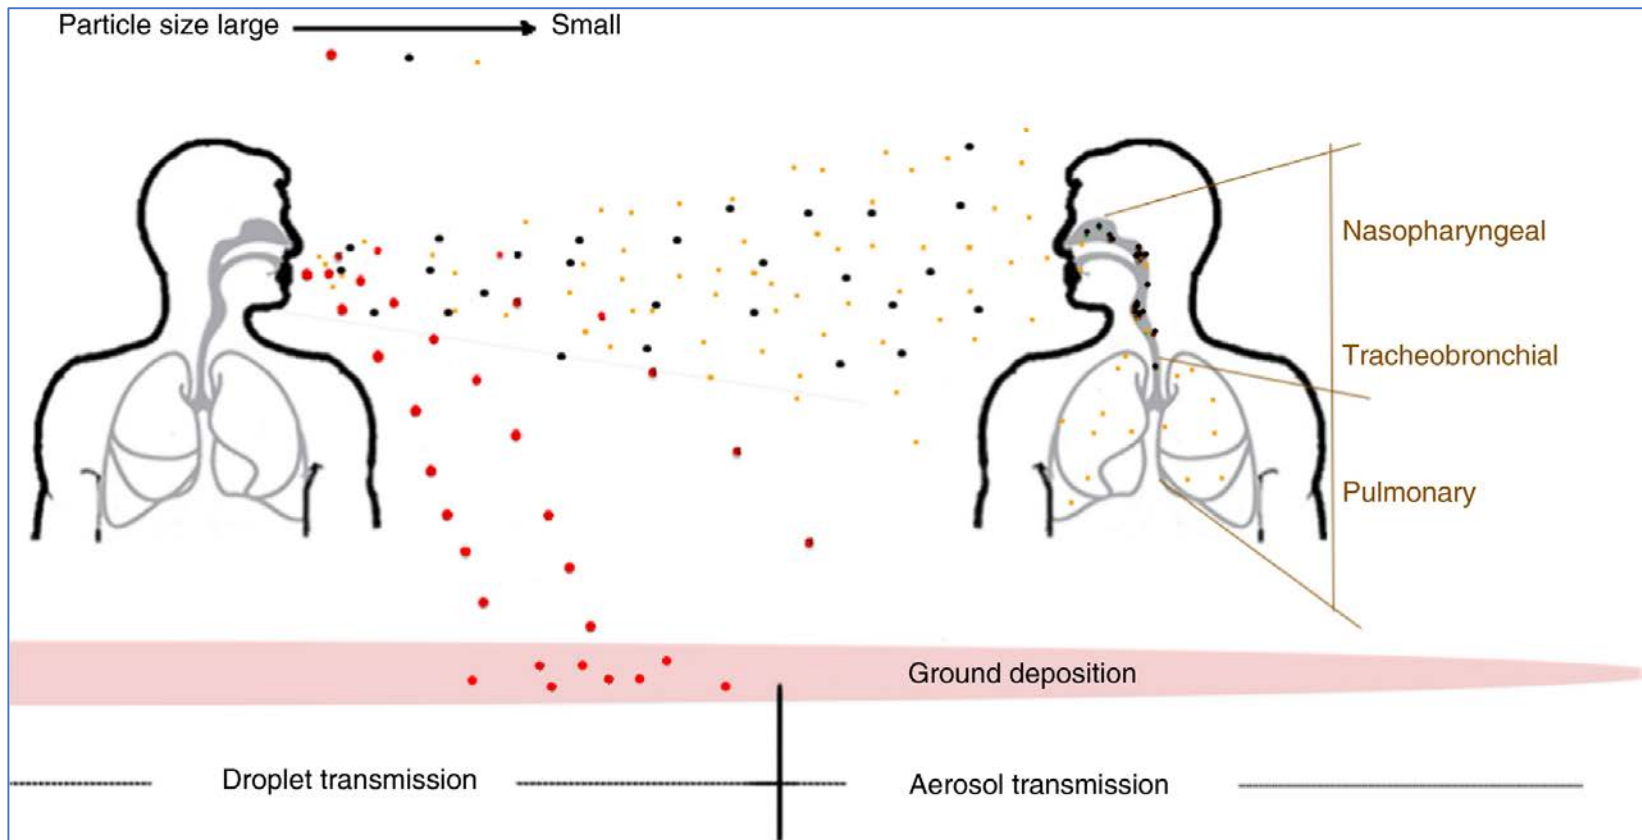 Particle size large
Small
Nasopharyngeal
Tracheobronchial
Pulmonary
Ground deposition
Droplet transmission
Aerosol transmission